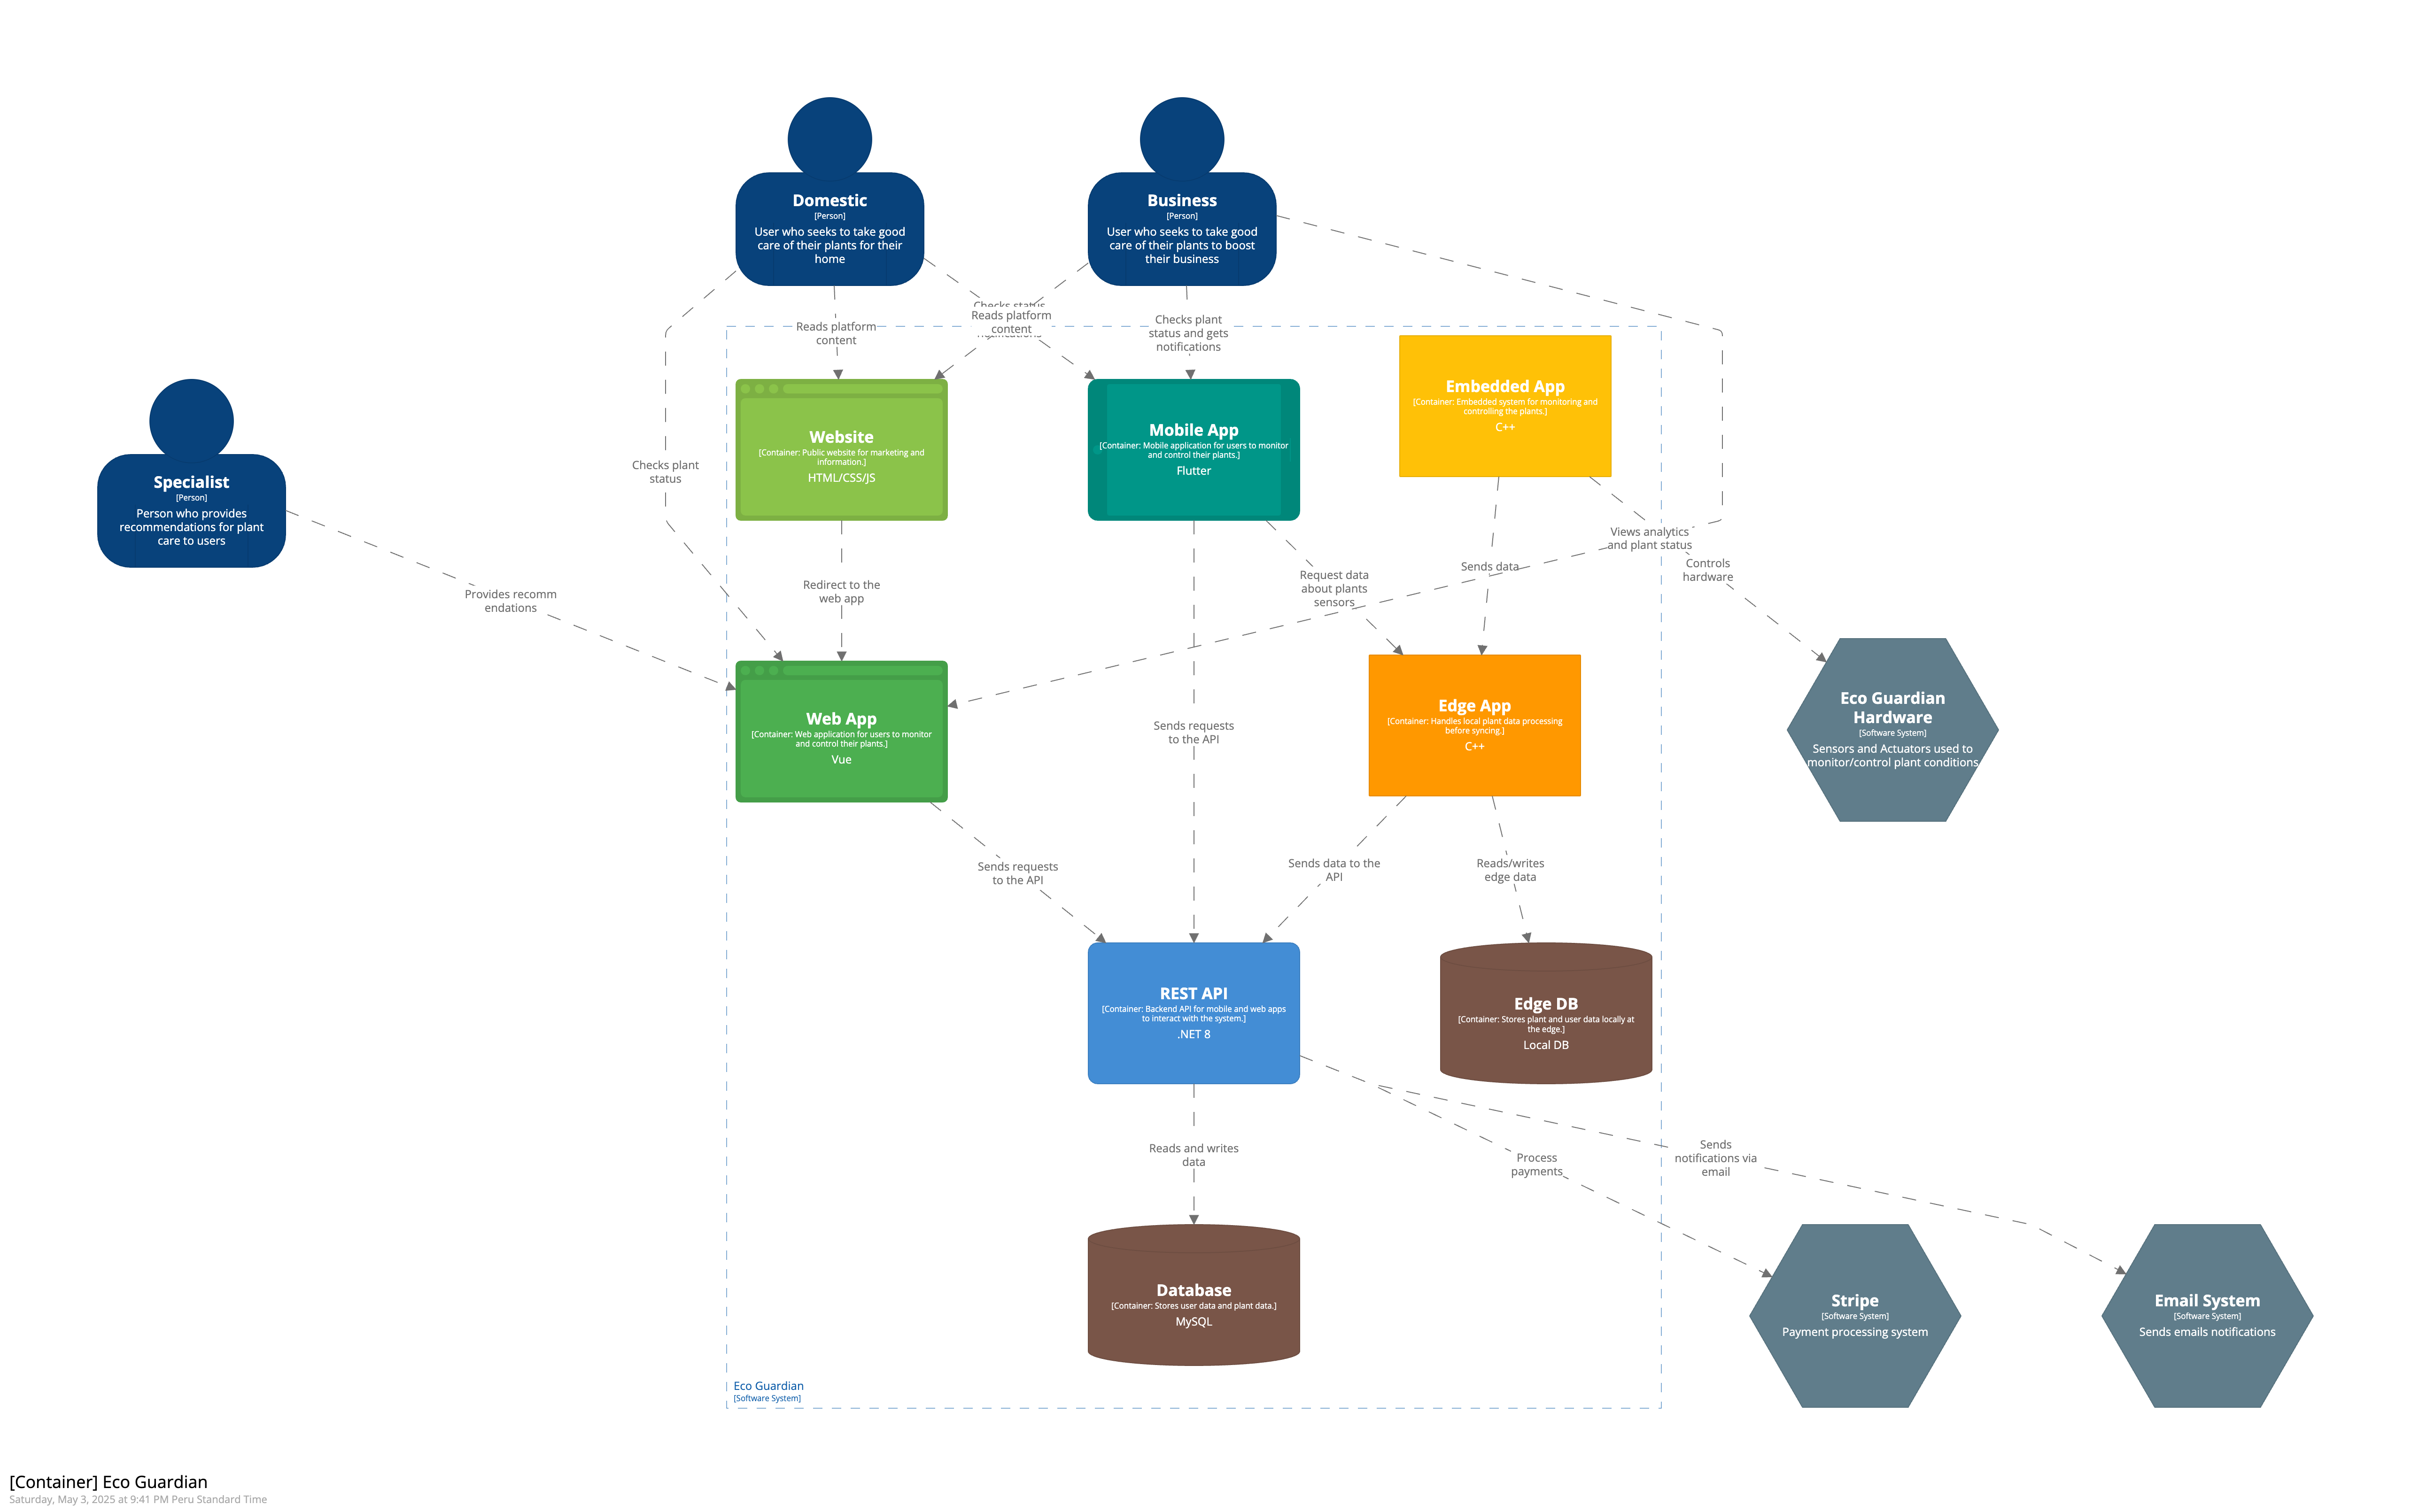 Domestic
[Person]
User who seeks to take good
care of their plants for their
home
Business
[Person]
User who seeks to take good
care of their plants to boost
their business
Reads platform
content
Checks status
Reads platform
content
notifications
Checks plant
status and gets
notifications
Specialist
[Person]
Person who provides
recommendations for plant
care to users
Checks plant
status
Website
[Container: Public website for marketing and
information.]
HTML/CSS/JS
Mobile App
[Container: Mobile application for users to monitor
and control their plants.]
Flutter
Embedded App
[Container: Embedded system for monitoring and
controlling the plants.]
C++
Provides recomm
endations
Redirect to the
web app
Request data
about plants
sensors
Sends data
Views analytics
and plant status
Controls
hardware
Web App
[Container: Web application for users to monitor
and control their plants.]
Vue
Sends requests
to the API
Edge App
[Container: Handles local plant data processing
before syncing.]
C++
Eco Guardian
Hardware
[Software System]
Sensors and Actuators used to
monitor/control plant conditions
Sends requests
to the API
Sends data to the
API
Reads/writes
edge data
REST API
[Container: Backend API for mobile and web apps
to interact with the system.]
.NET 8
Edge DB
[Container: Stores plant and user data locally at
the edge.]
Local DB
Reads and writes
data
Process
payments
Sends
notifications via
email
Database
[Container: Stores user data and plant data.]
MySQL
Stripe
[Software System]
Payment processing system
Email System
[Software System]
Sends emails notifications
Eco Guardian
[Software System]
[Container] Eco Guardian
Saturday, May 3, 2025 at 9:41 PM Peru Standard Time